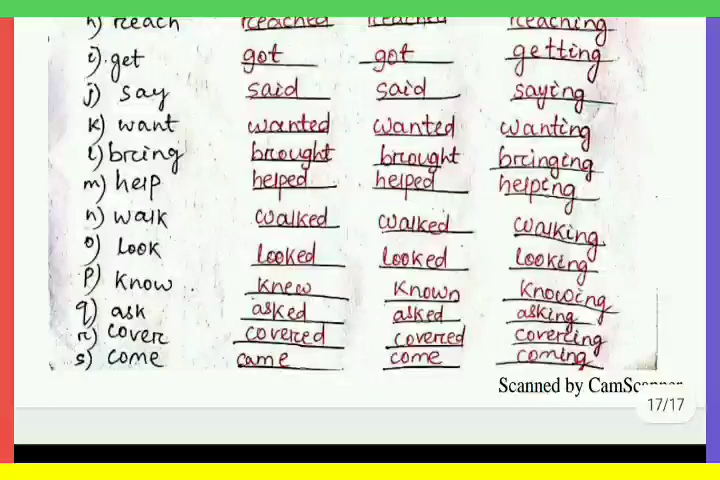 h) reach reached reached reaching
i) get got got getting
j) say said said saying
k) want wanted wanted wanting
l) bring brought brought bringing
m) help helped helped helping
n) walk walked walked walking
o) look looked looked looking
p) know knew known knowing
q) ask asked asked asking
r) cover covered covered covering
s) come came come coming
Scanned by CamScanner
17/17